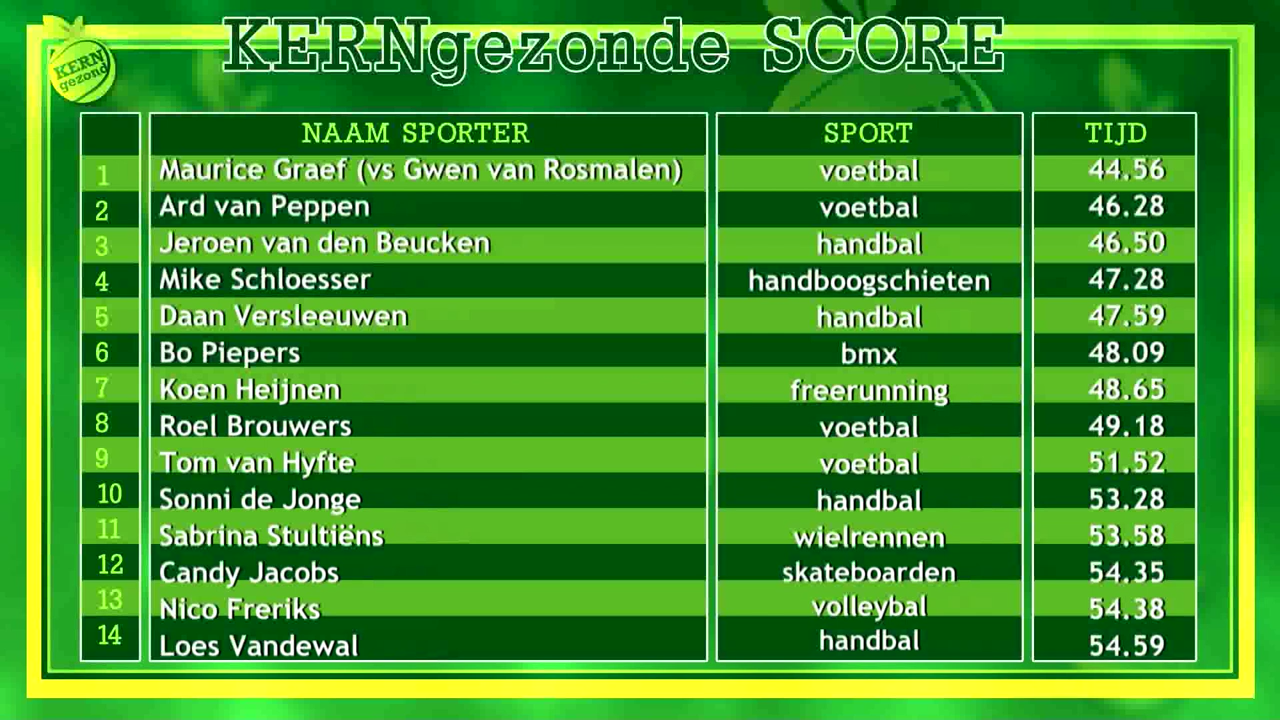 KERNgezonde SCORE
KERN
gezond
NAAM SPORTER SPORT TIJD
1 Maurice Graef (vs Gwen van Rosmalen) voetbal 44.56
2 Ard van Peppen voetbal 46.28
3 Jeroen van den Beucken handbal 46.50
4 Mike Schloesser handboogschieten 47.28
5 Daan Versleeuwen handbal 47.59
6 Bo Piepers bmx 48.09
7 Koen Heijnen freerunning 48.65
8 Roel Brouwers voetbal 49.18
9 Tom van Hyfte voetbal 51.52
10 Sonni de Jonge handbal 53.28
11 Sabrina Stultiëns wielrennen 53.58
12 Candy Jacobs skateboarden 54.35
13 Nico Freriks volleybal 54.38
14 Loes Vandewal handbal 54.59